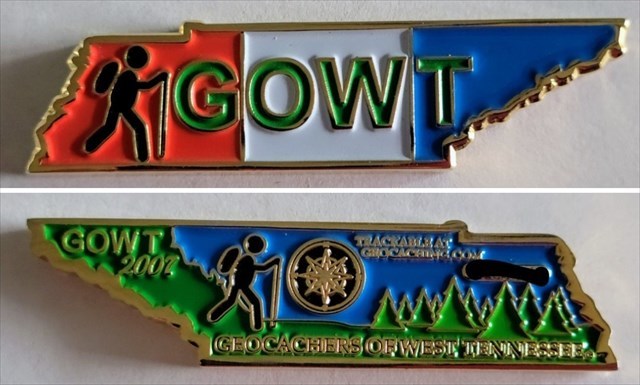 GOWT
GOWT
2007
TRACKABLE AT
GEOCACHING.COM
GEOCACHERS OF WEST TENNESSEE